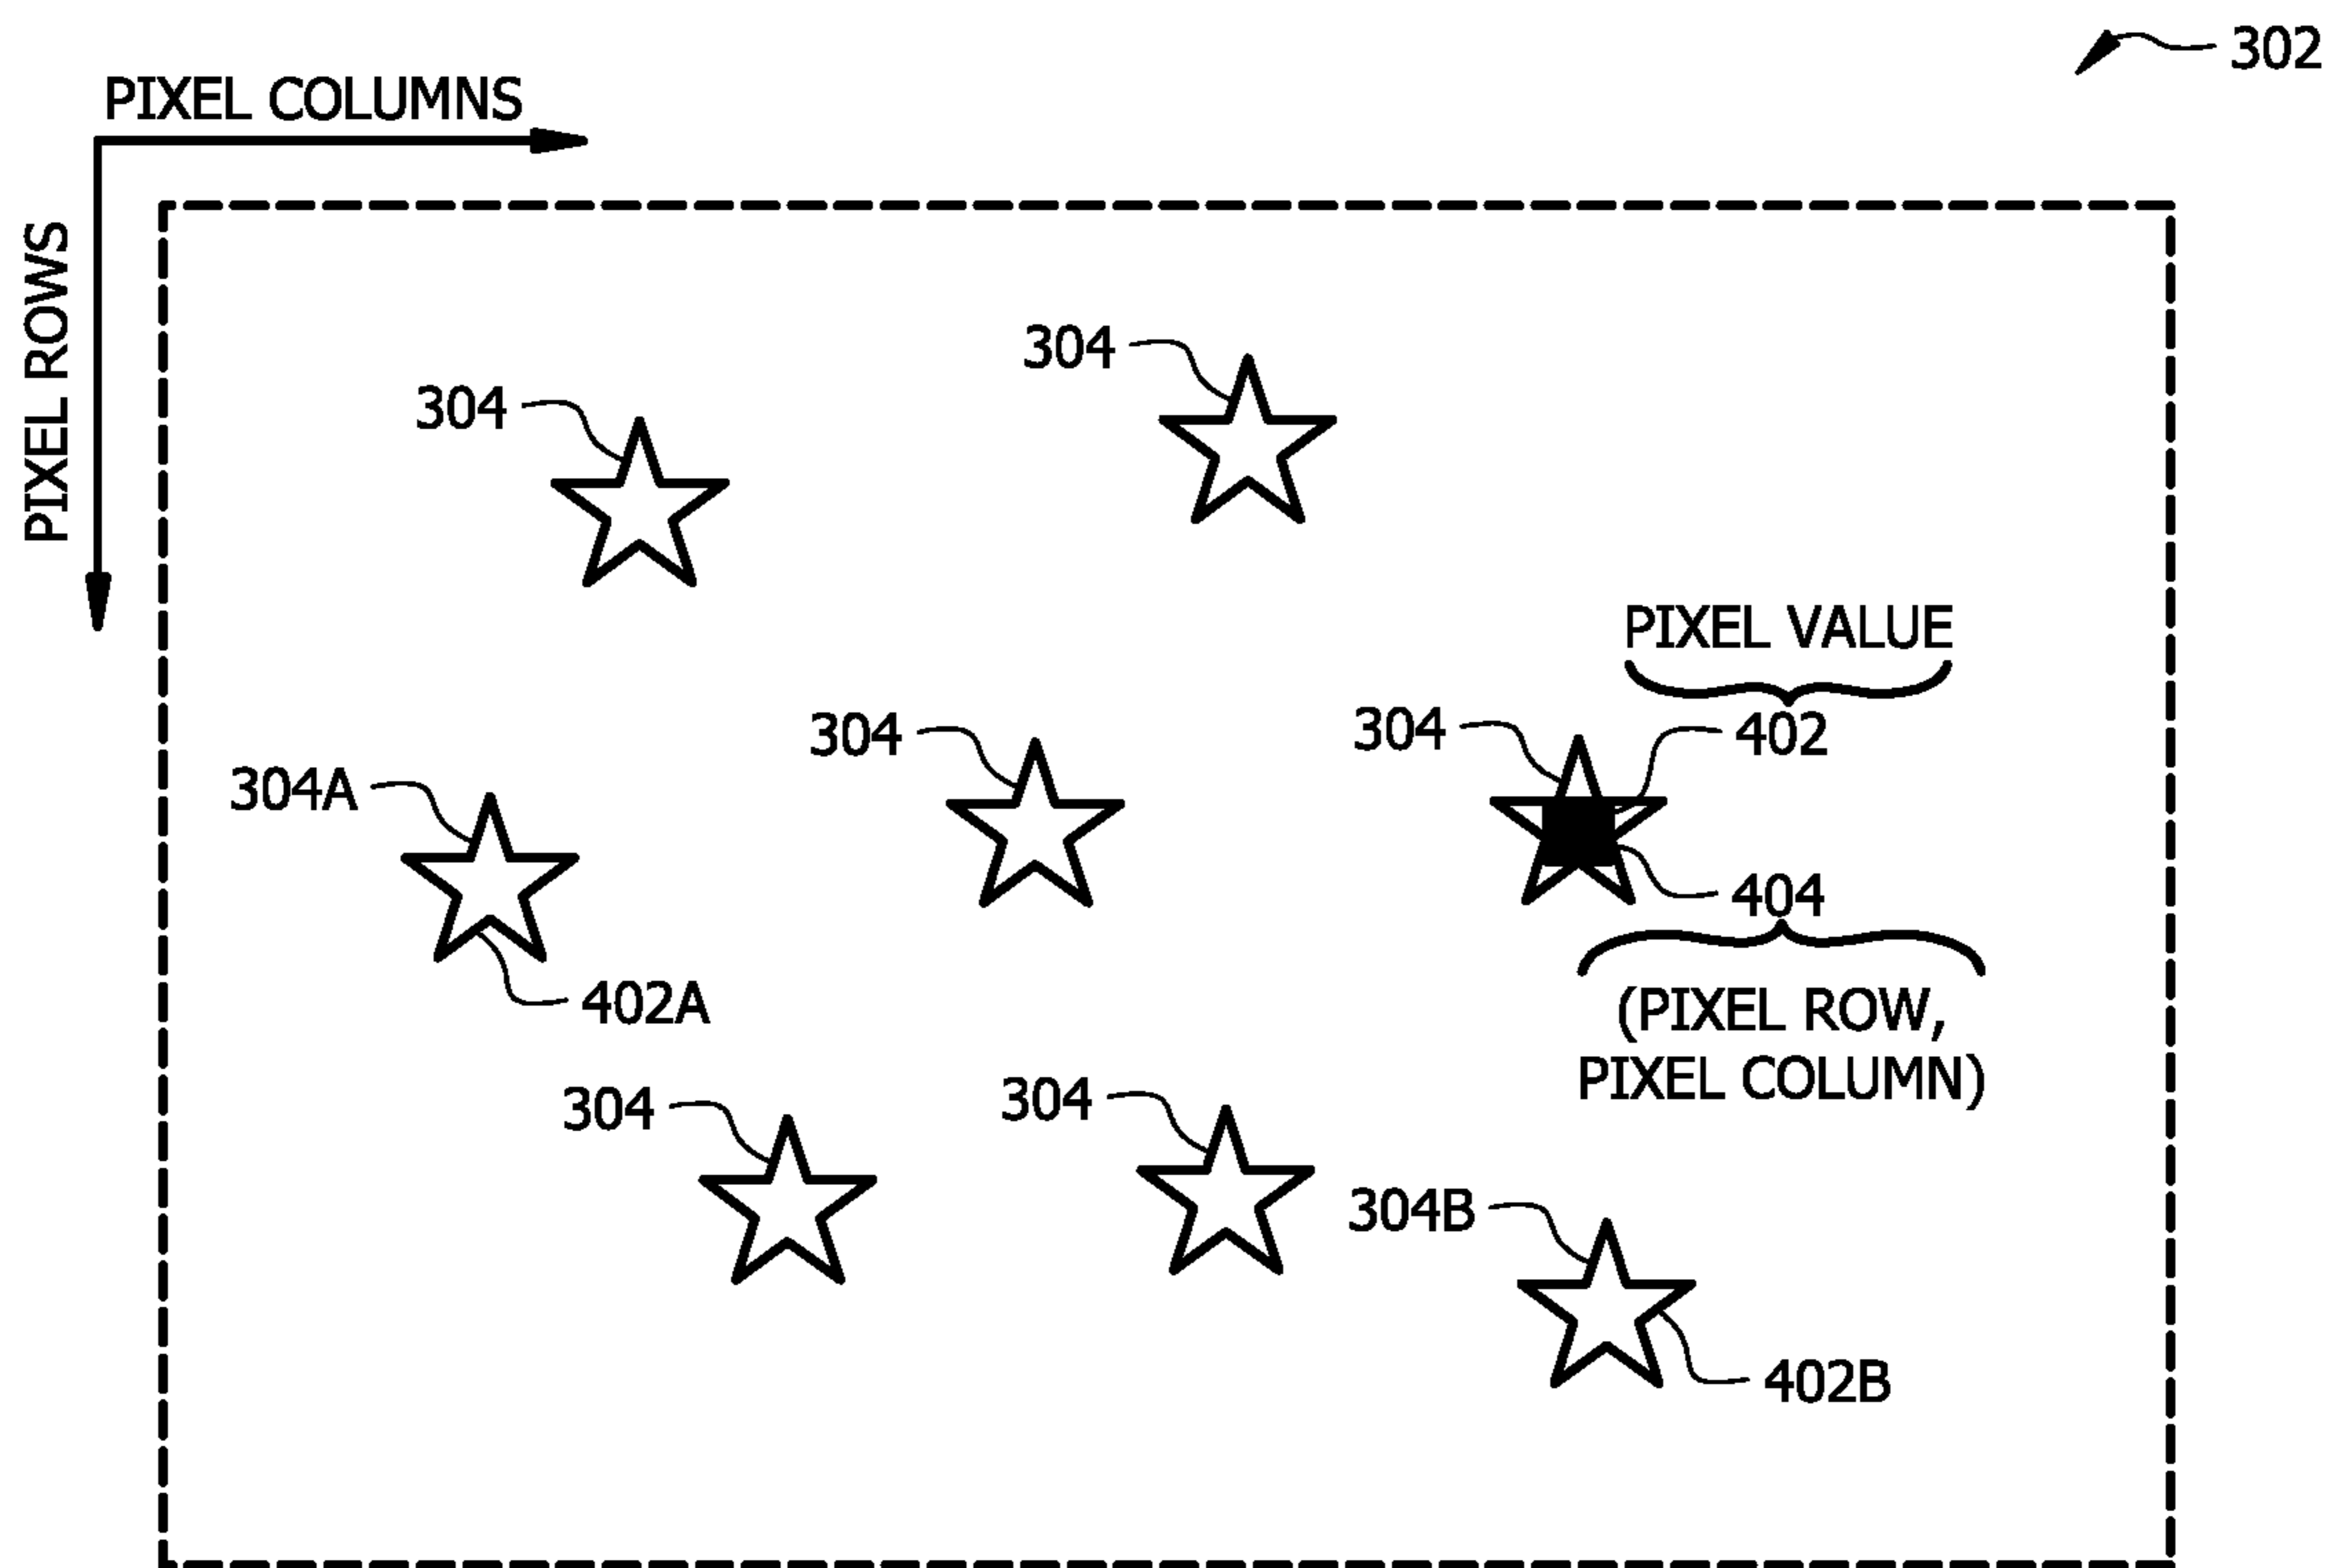 302
PIXEL COLUMNS
PIXEL ROWS
304
304
PIXEL VALUE
304
304
402
304A
404
402A
(PIXEL ROW,
PIXEL COLUMN)
304
304
304B
402B